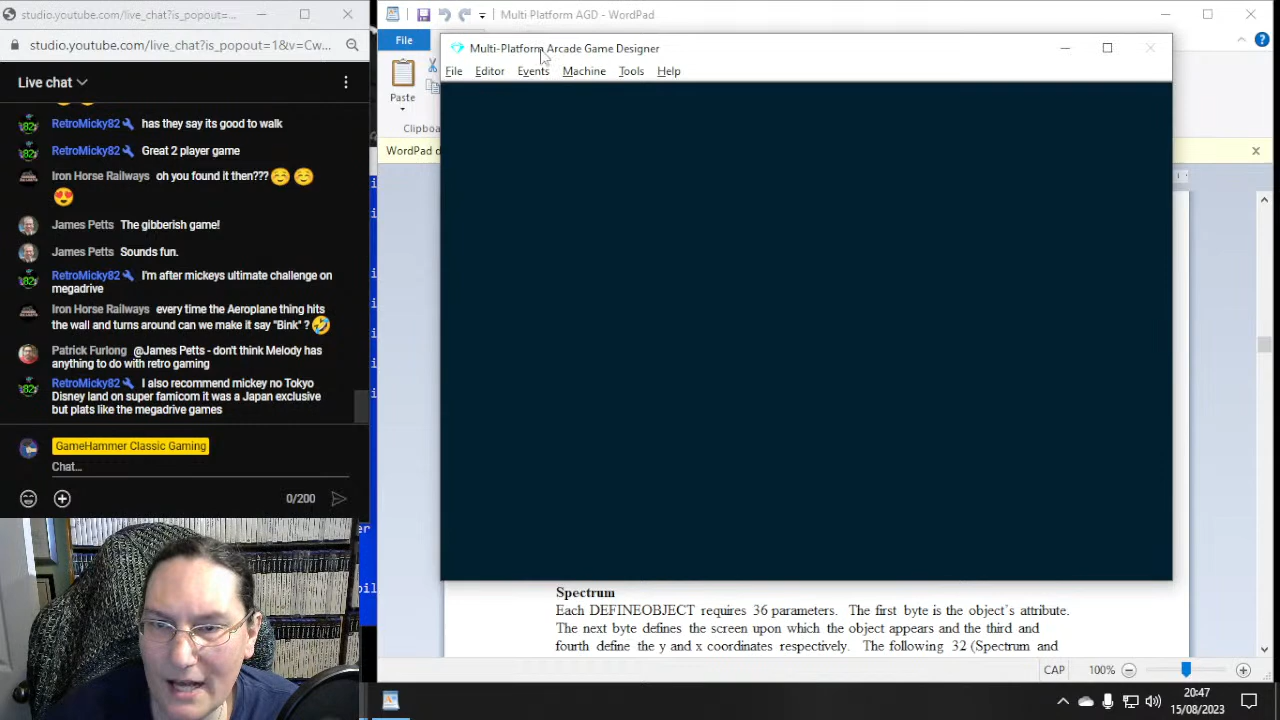 studio.youtube.com/live_chat?is_popout=...
studio.youtube.com/live_chat?is_popout=1&v=Cw...
Live chat
RetroMicky82 has they say its good to walk
RetroMicky82 Great 2 player game
Iron Horse Railways oh you found it then???
James Petts The gibberish game!
James Petts Sounds fun.
RetroMicky82 I'm after mickeys ultimate challenge on
megadrive
Iron Horse Railways every time the Aeroplane thing hits
the wall and turns around can we make it say "Bink" ?
Patrick Furlong @James Petts - don't think Melody has
anything to do with retro gaming
RetroMicky82 I also recommend mickey no Tokyo
Disney land on super famicom it was a Japan exclusive
but plats like the megadrive games
GameHammer Classic Gaming
Chat...
0/200
Multi Platform AGD - WordPad
File
Paste
Clipboa
WordPad d
Multi-Platform Arcade Game Designer
File Editor Events Machine Tools Help
Spectrum
Each DEFINEOBJECT requires 36 parameters. The first byte is the object's attribute.
The next byte defines the screen upon which the object appears and the third and
fourth define the y and x coordinates respectively. The following 32 (Spectrum and
CAP 100%
20:47
15/08/2023